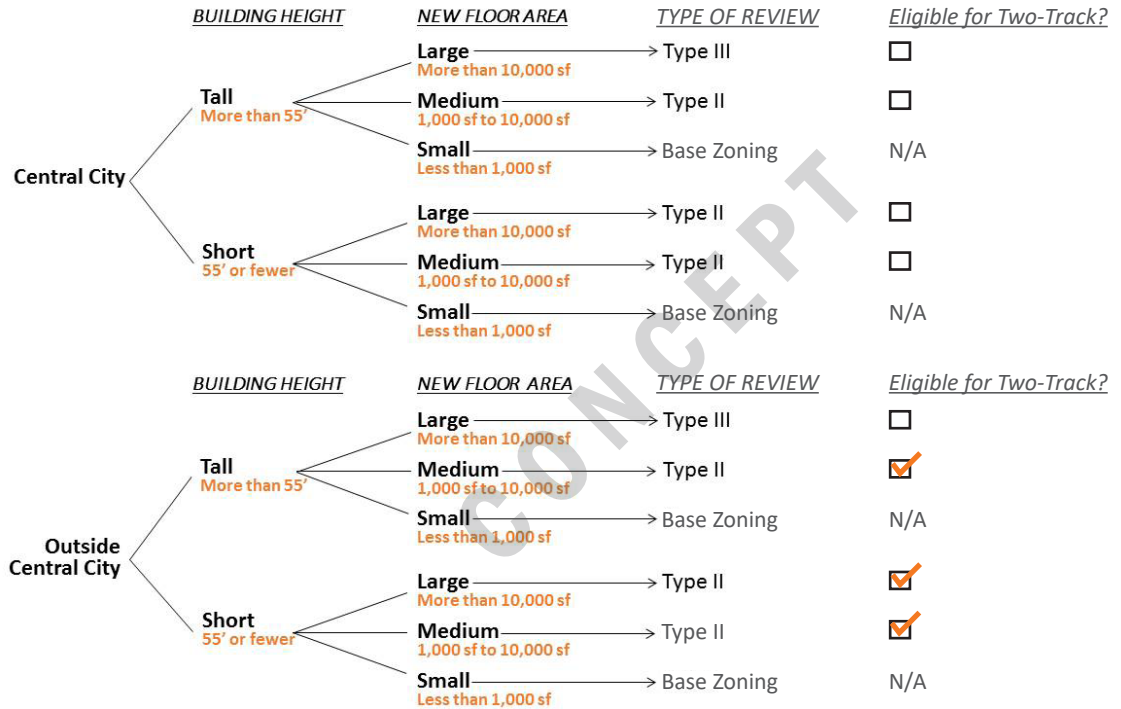 BUILDING HEIGHT NEW FLOOR AREA TYPE OF REVIEW Eligible for Two-Track?
Large Type III
More than 10,000 sf
Tall Medium Type II
More than 55' 1,000 sf to 10,000 sf
Small Base Zoning N/A
Less than 1,000 sf
Central City
Large Type II
More than 10,000 sf
Short Medium Type II
55' or fewer 1,000 sf to 10,000 sf
Small Base Zoning N/A
Less than 1,000 sf
CONCEPT
BUILDING HEIGHT NEW FLOOR AREA TYPE OF REVIEW Eligible for Two-Track?
Large Type III
More than 10,000 sf
Tall Medium Type II
More than 55' 1,000 sf to 10,000 sf
Small Base Zoning N/A
Less than 1,000 sf
Outside
Central City
Large Type II
More than 10,000 sf
Short Medium Type II
55' or fewer 1,000 sf to 10,000 sf
Small Base Zoning N/A
Less than 1,000 sf